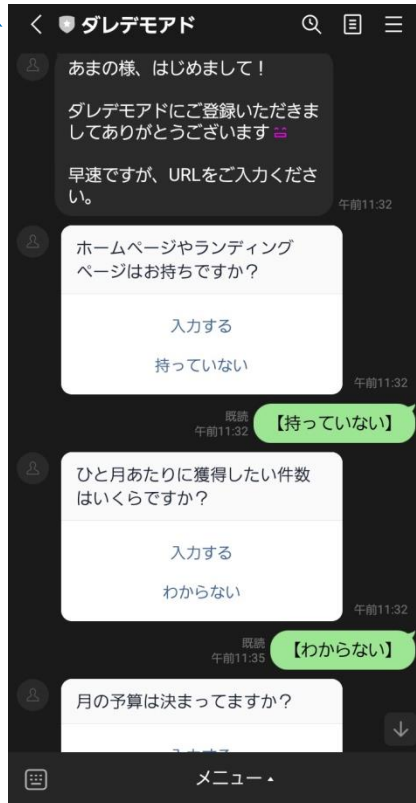 ダレデモアド
あまの様、はじめまして！
ダレデモアドにご登録いただきま
してありがとうございます
早速ですが、URLをご入力くださ
い。
午前11:32
ホームページやランディング
ページはお持ちですか？
入力する
持っていない
午前11:32
既読
午前11:32
【持っていない】
ひと月あたりに獲得したい件数
はいくらですか？
入力する
わからない
午前11:32
既読
午前11:35
【わからない】
月の予算は決まってますか？
メニュー